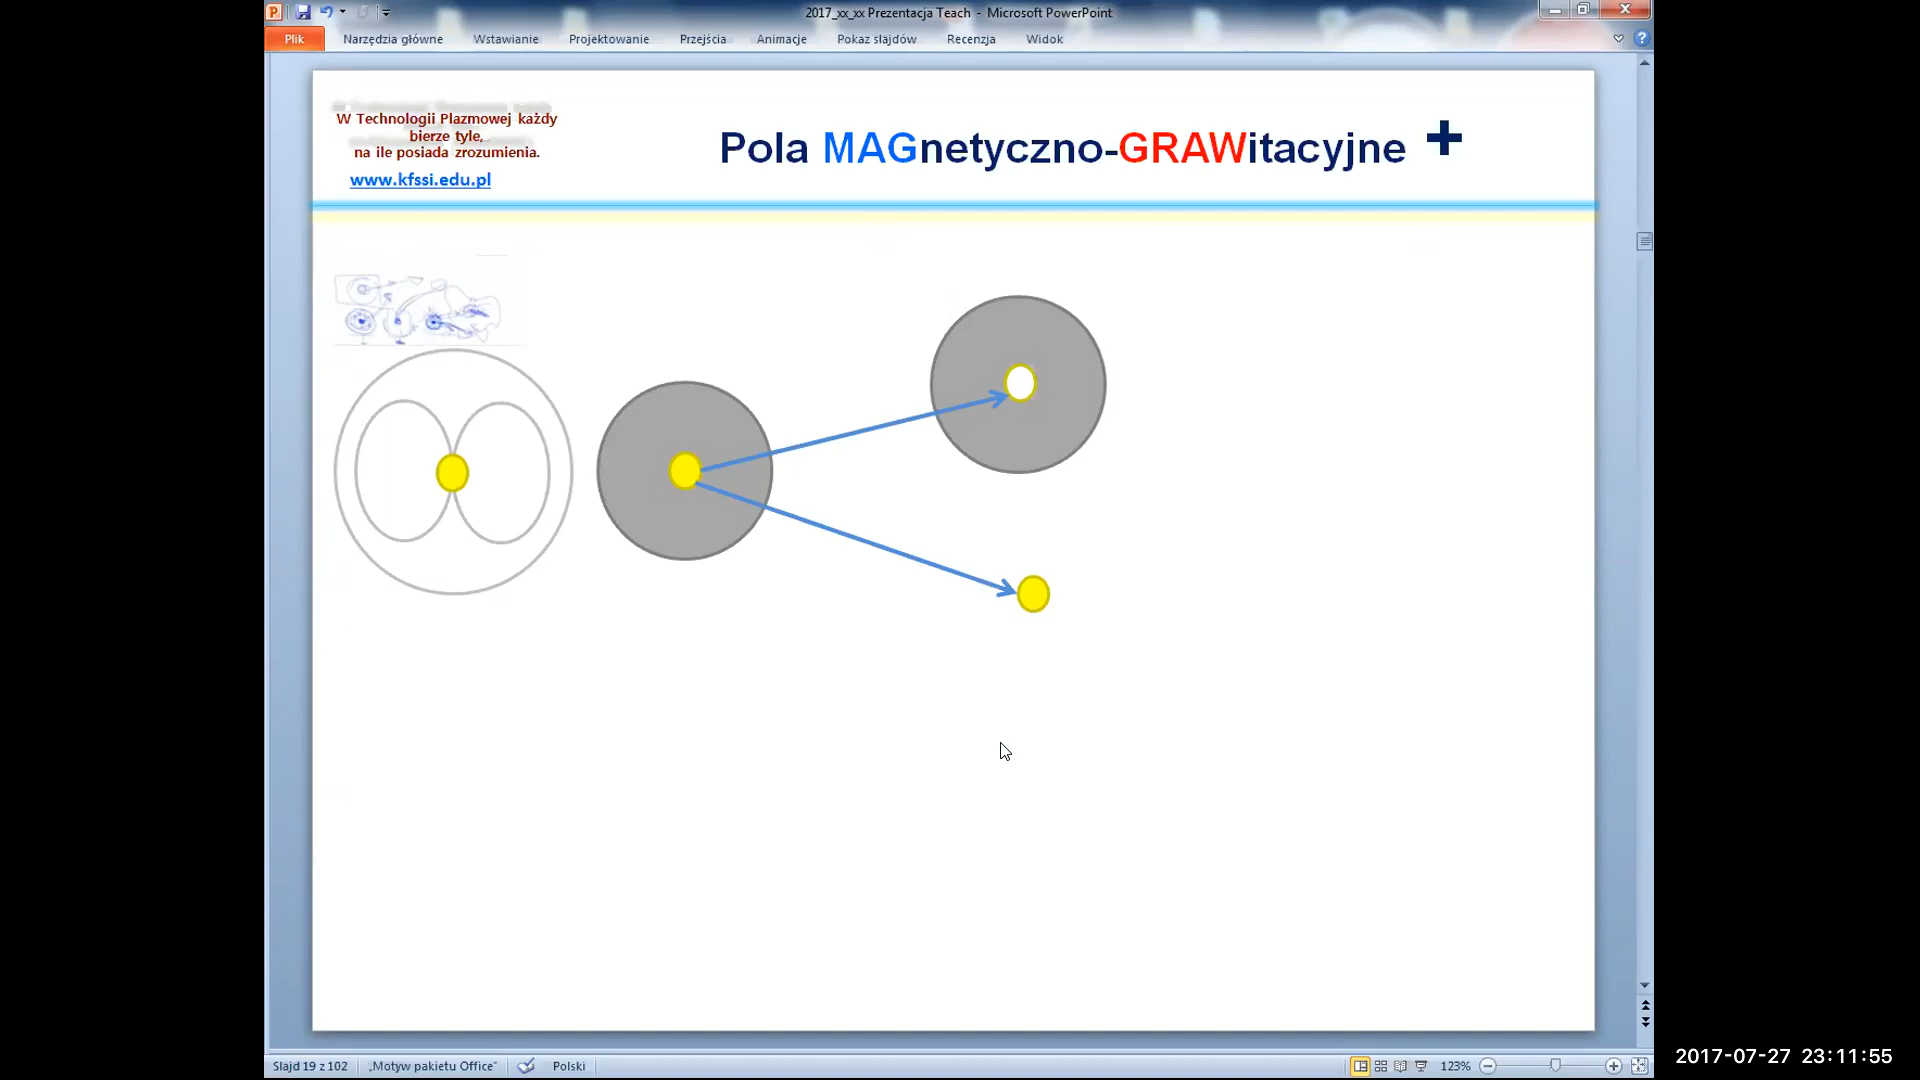 2017_xx_xx Prezentacja Teach - Microsoft PowerPoint
Plik Narzędzia główne Wstawianie Projektowanie Przejścia Animacje Pokaz slajdów Recenzja Widok
W Technologii Plazmowej każdy
bierze tyle,
na ile posiada zrozumienia.
www.kfssi.edu.pl
Pola MAGnetyczno-GRAWitacyjne +
Slajd 19 z 102 „Motyw pakietu Office" Polski 123%
2017-07-27 23:11:55